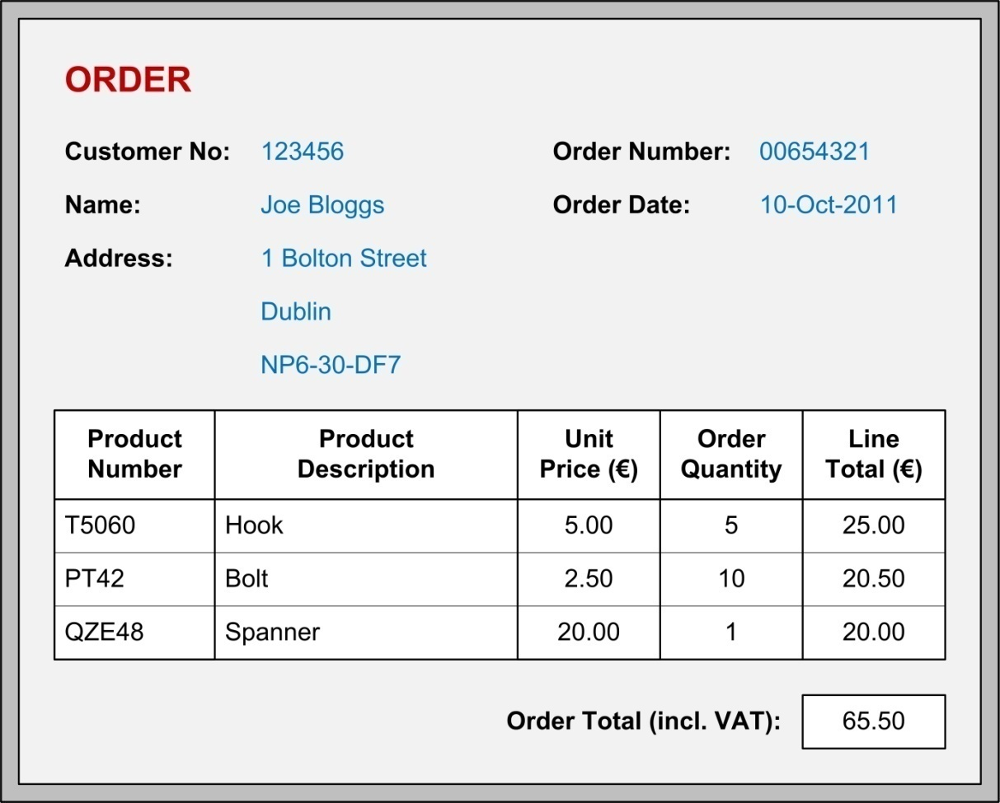 ORDER
Customer No: 123456 Order Number: 00654321
Name: Joe Bloggs Order Date: 10-Oct-2011
Address: 1 Bolton Street
Dublin
NP6-30-DF7
Product Product Unit Order Line
Number Description Price (€) Quantity Total (€)
T5060 Hook 5.00 5 25.00
PT42 Bolt 2.50 10 20.50
QZE48 Spanner 20.00 1 20.00
Order Total (incl. VAT): 65.50